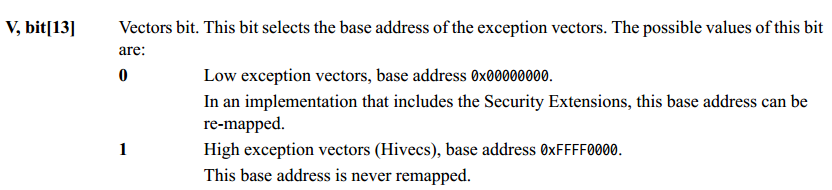 V, bit[13] Vectors bit. This bit selects the base address of the exception vectors. The possible values of this bit
are:
0 Low exception vectors, base address 0x00000000.
In an implementation that includes the Security Extensions, this base address can be
re-mapped.
1 High exception vectors (Hivecs), base address 0xFFFF0000.
This base address is never remapped.